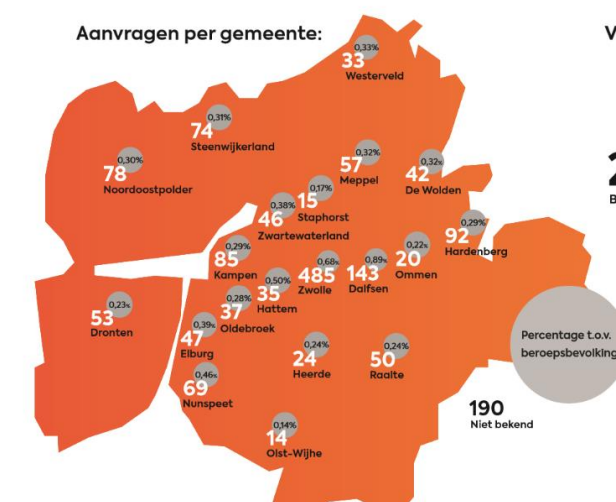 Aanvragen per gemeente:
V
0,33%
33
Westerveld
0,31%
74
Steenwijkerland
0,30%
78
Noordoostpolder
0,32%
57
Meppel
0,32%
42
De Wolden
0,17%
15
Staphorst
0,38%
46
Zwartewaterland
0,29%
92
Hardenberg
0,29%
85
Kampen
0,68%
485
Zwolle
0,89%
143
Dalfsen
0,22%
20
Ommen
0,50%
35
Hattem
0,28%
37
Oldebroek
0,23%
53
Dronten
0,39%
47
Elburg
0,24%
24
Heerde
0,24%
50
Raalte
0,46%
69
Nunspeet
0,14%
14
Olst-Wijhe
190
Niet bekend
Percentage t.o.v.
beroepsbevolking
2
B